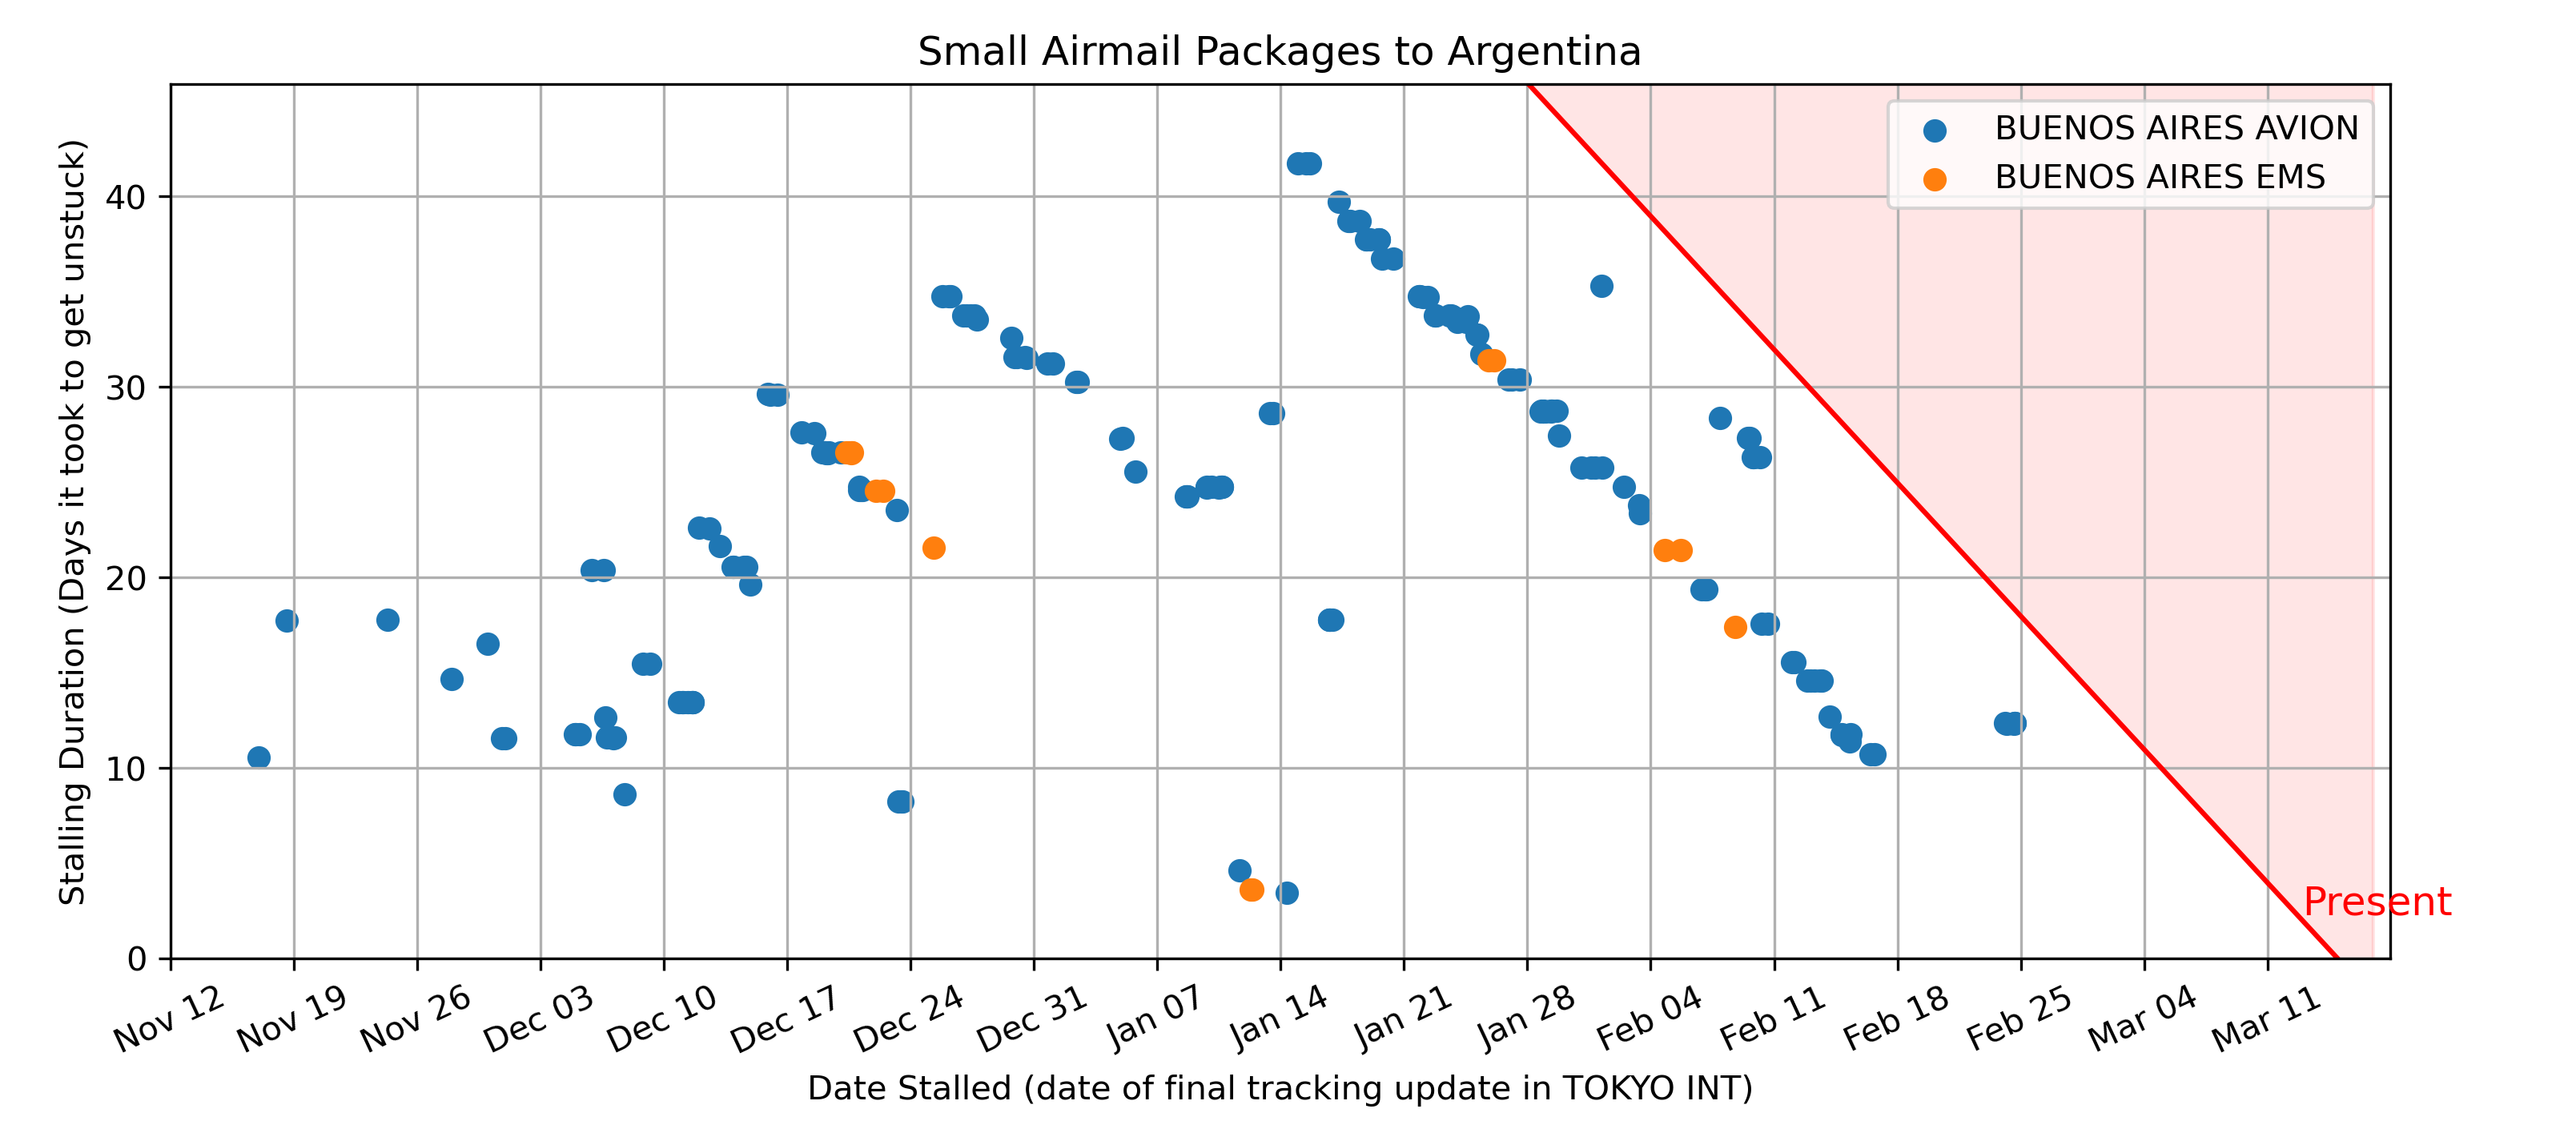 Small Airmail Packages to Argentina
BUENOS AIRES AVION
BUENOS AIRES EMS
Stalling Duration (Days it took to get unstuck)
40
30
20
10
0
Present
Nov 12
Nov 19
Nov 26
Dec 03
Dec 10
Dec 17
Dec 24
Dec 31
Jan 07
Jan 14
Jan 21
Jan 28
Feb 04
Feb 11
Feb 18
Feb 25
Mar 04
Mar 11
Date Stalled (date of final tracking update in TOKYO INT)